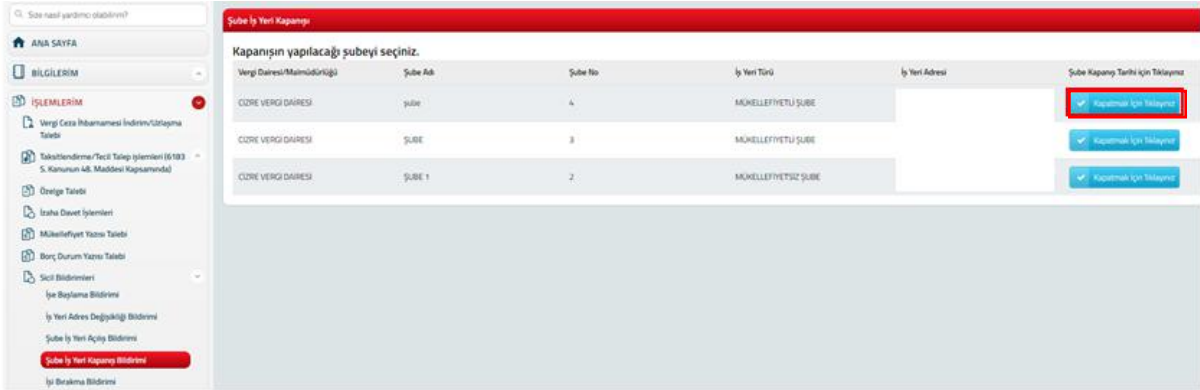 Size nasıl yardımcı olabilirim?
ANA SAYFA
BİLGİLERİM
İŞLEMLERİM
Vergi Ceza İhbarnamesi İndirim/Uzlaşma
Talebi
Taksitlendirme/Tecil Talep işlemleri (6183
S. Kanunun 48. Maddesi Kapsamında)
Özelge Talebi
İzaha Davet İşlemleri
Mükellefiyet Yazısı Talebi
Borç Durum Yazısı Talebi
Sicil Bildirimleri
İşe Başlama Bildirimi
İş Yeri Adres Değişikliği Bildirimi
Şube İş Yeri Açılış Bildirimi
Şube İş Yeri Kapanış Bildirimi
İşi Bırakma Bildirimi
Şube İş Yeri Kapanışı
Kapanışın yapılacağı şubeyi seçiniz.
Vergi Dairesi/Malmüdürlüğü Şube Adı Şube No İş Yeri Türü İş Yeri Adresi Şube Kapanış Tarihi için Tıklayınız
CİZRE VERGİ DAİRESİ şube 4 MÜKELLEFİYETLİ ŞUBE Kapatmak İçin Tıklayınız
CİZRE VERGİ DAİRESİ ŞUBE 3 MÜKELLEFİYETLİ ŞUBE Kapatmak İçin Tıklayınız
CİZRE VERGİ DAİRESİ ŞUBE 1 2 MÜKELLEFİYETSİZ ŞUBE Kapatmak İçin Tıklayınız